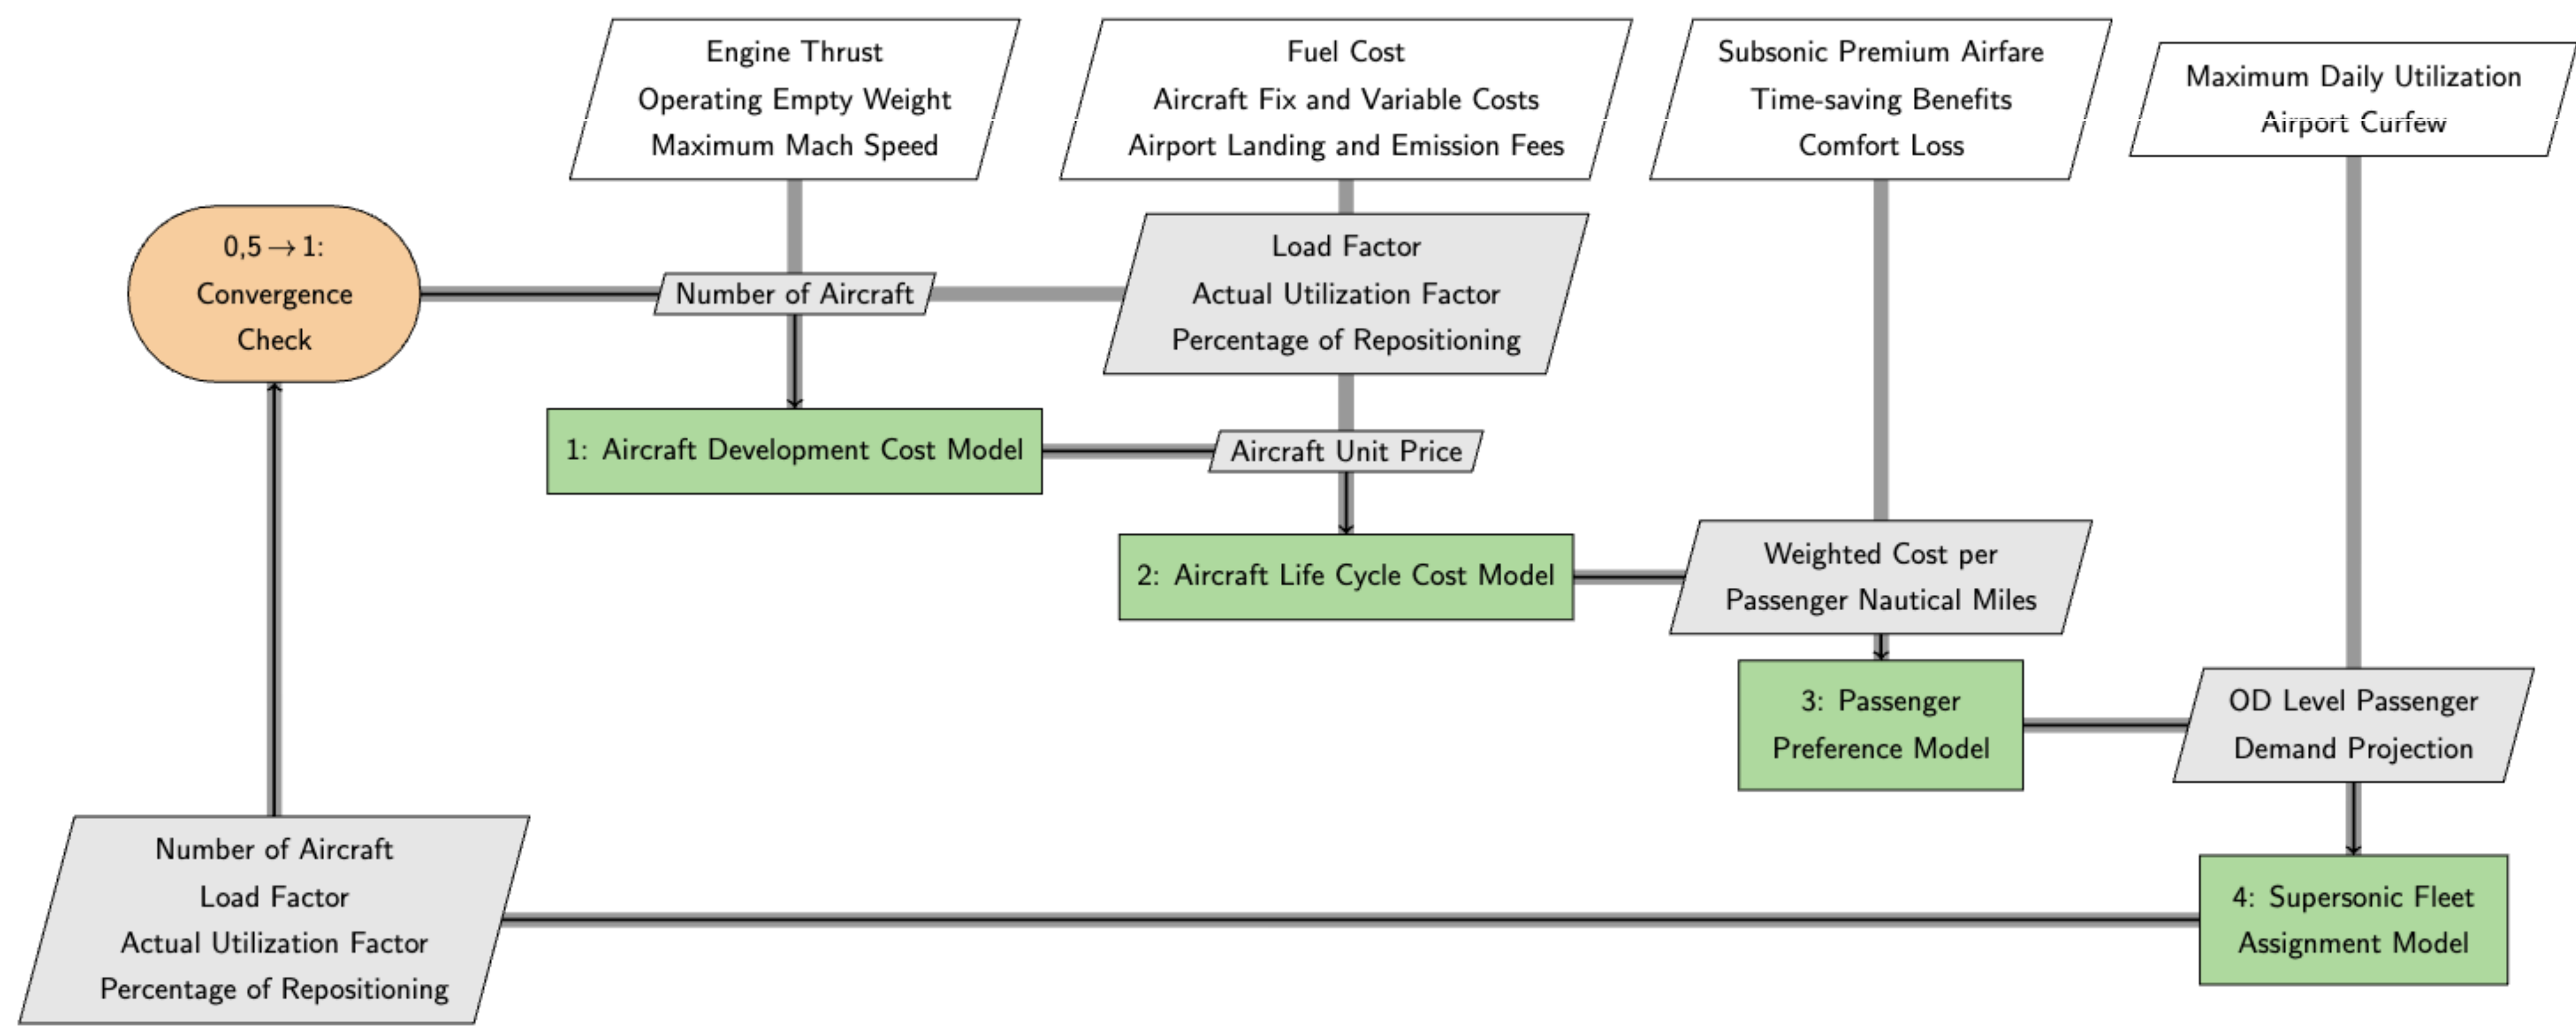 Engine Thrust
Operating Empty Weight
Maximum Mach Speed
Fuel Cost
Aircraft Fix and Variable Costs
Airport Landing and Emission Fees
Subsonic Premium Airfare
Time-saving Benefits
Comfort Loss
Maximum Daily Utilization
Airport Curfew
0,5→1:
Convergence
Check
Number of Aircraft
Load Factor
Actual Utilization Factor
Percentage of Repositioning
1: Aircraft Development Cost Model
Aircraft Unit Price
2: Aircraft Life Cycle Cost Model
Weighted Cost per
Passenger Nautical Miles
3: Passenger
Preference Model
OD Level Passenger
Demand Projection
Number of Aircraft
Load Factor
Actual Utilization Factor
Percentage of Repositioning
4: Supersonic Fleet
Assignment Model